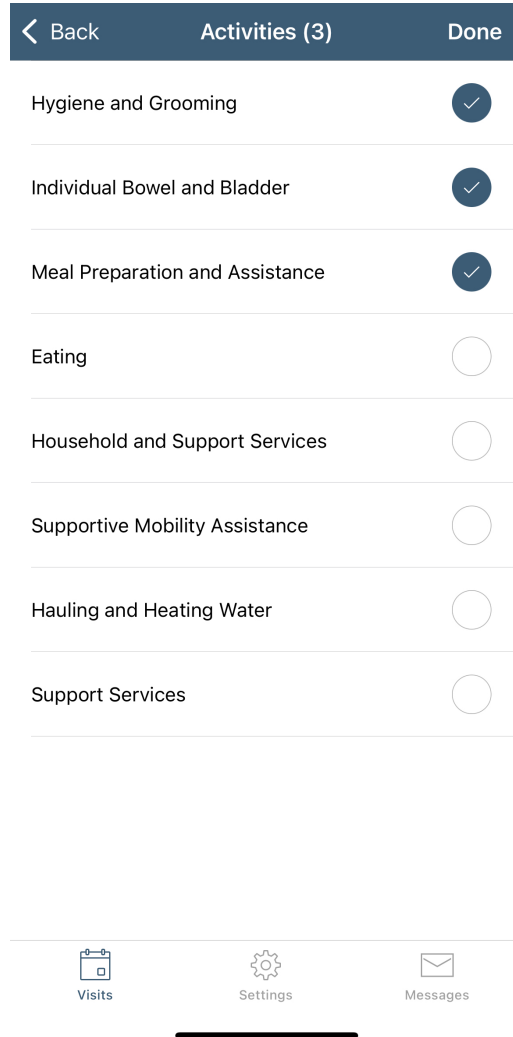 Back Activities (3) Done
Hygiene and Grooming
Individual Bowel and Bladder
Meal Preparation and Assistance
Eating
Household and Support Services
Supportive Mobility Assistance
Hauling and Heating Water
Support Services
Visits Settings Messages